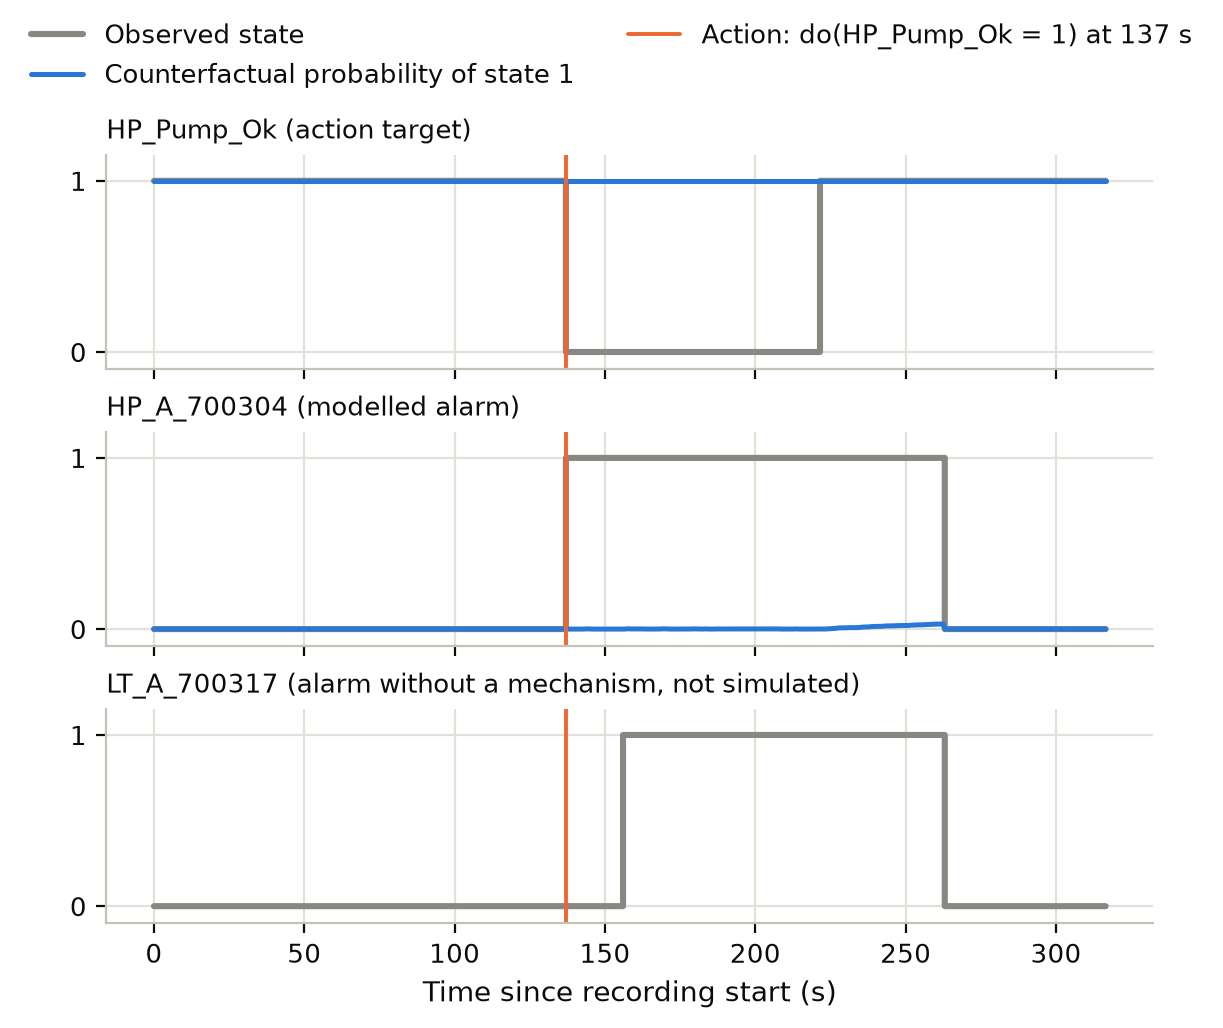 Observed state
Counterfactual probability of state 1
Action: do(HP_Pump_Ok = 1) at 137 s
HP_Pump_Ok (action target)
1
0
HP_A_700304 (modelled alarm)
1
0
LT_A_700317 (alarm without a mechanism, not simulated)
1
0
0 50 100 150 200 250 300
Time since recording start (s)